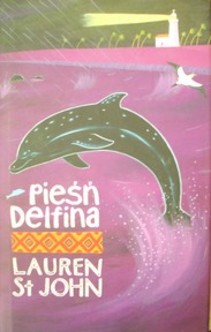 Pieśń
Delfina
LAUREN
St JOHN